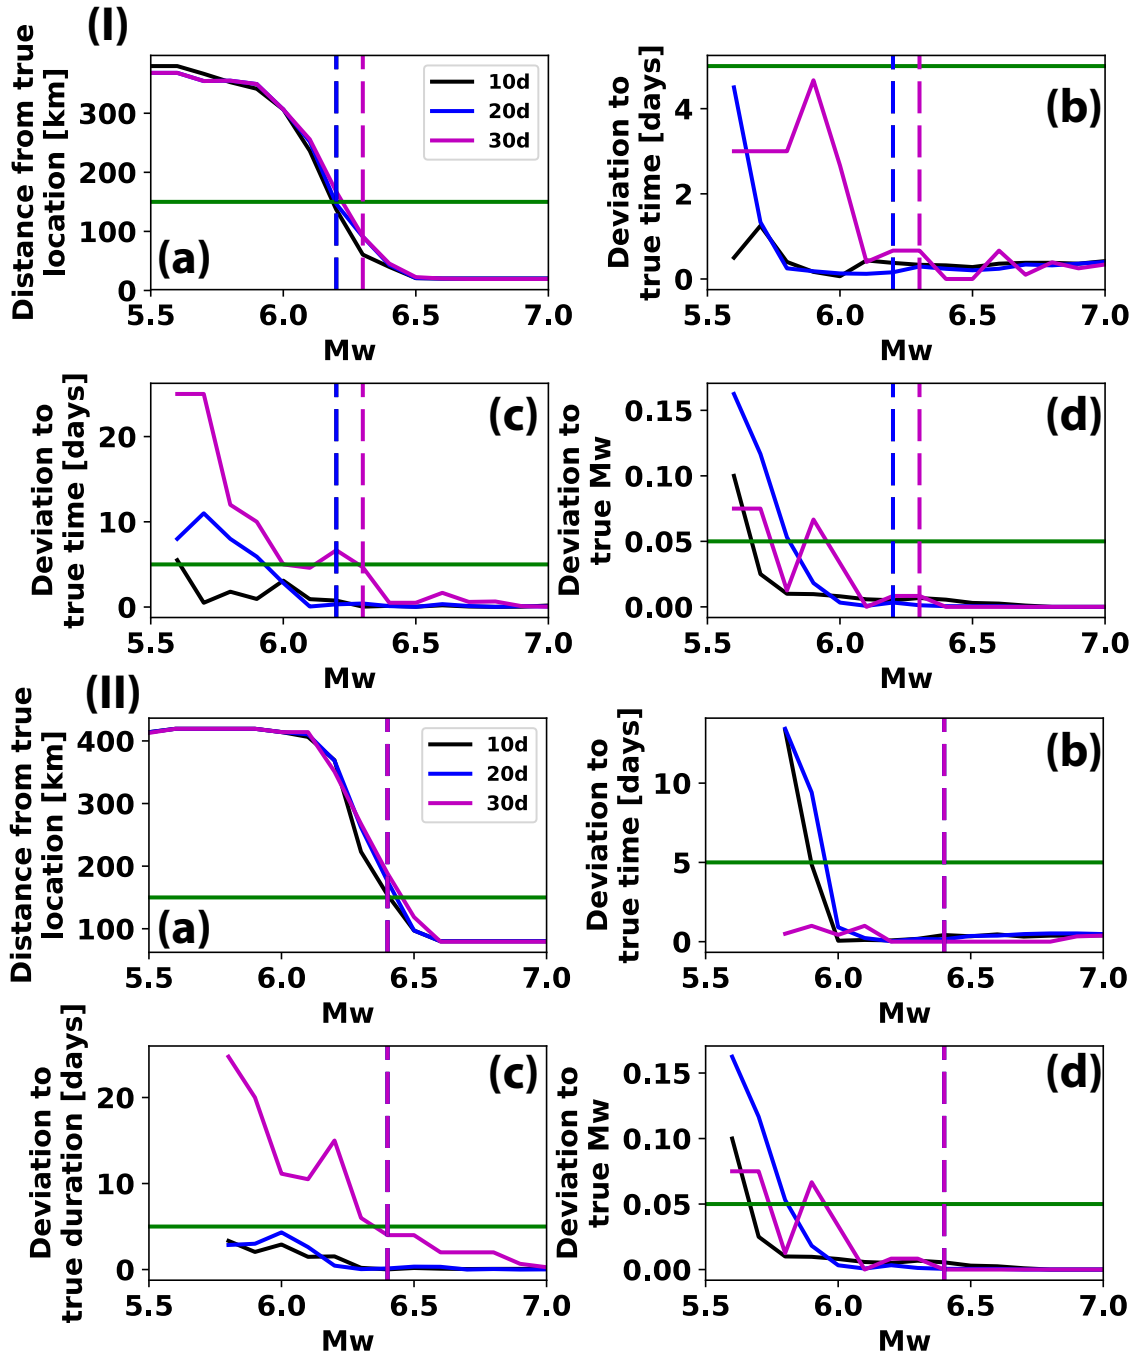 (I)
Distance from true
location [km]
300
200
100
0
10d
20d
30d
(a)
5.5
6.0
6.5
7.0
Mw
Deviation to
true time [days]
4
2
0
(b)
5.5
6.0
6.5
7.0
Mw
Deviation to
true time [days]
20
10
0
(c)
5.5
6.0
6.5
7.0
Mw
Deviation to
true Mw
0.15
0.10
0.05
0.00
(d)
5.5
6.0
6.5
7.0
Mw
(II)
Distance from true
location [km]
400
300
200
100
10d
20d
30d
(a)
5.5
6.0
6.5
7.0
Mw
Deviation to
true time [days]
10
5
0
(b)
5.5
6.0
6.5
7.0
Mw
Deviation to
true duration [days]
20
10
0
(c)
5.5
6.0
6.5
7.0
Mw
Deviation to
true Mw
0.15
0.10
0.05
0.00
(d)
5.5
6.0
6.5
7.0
Mw